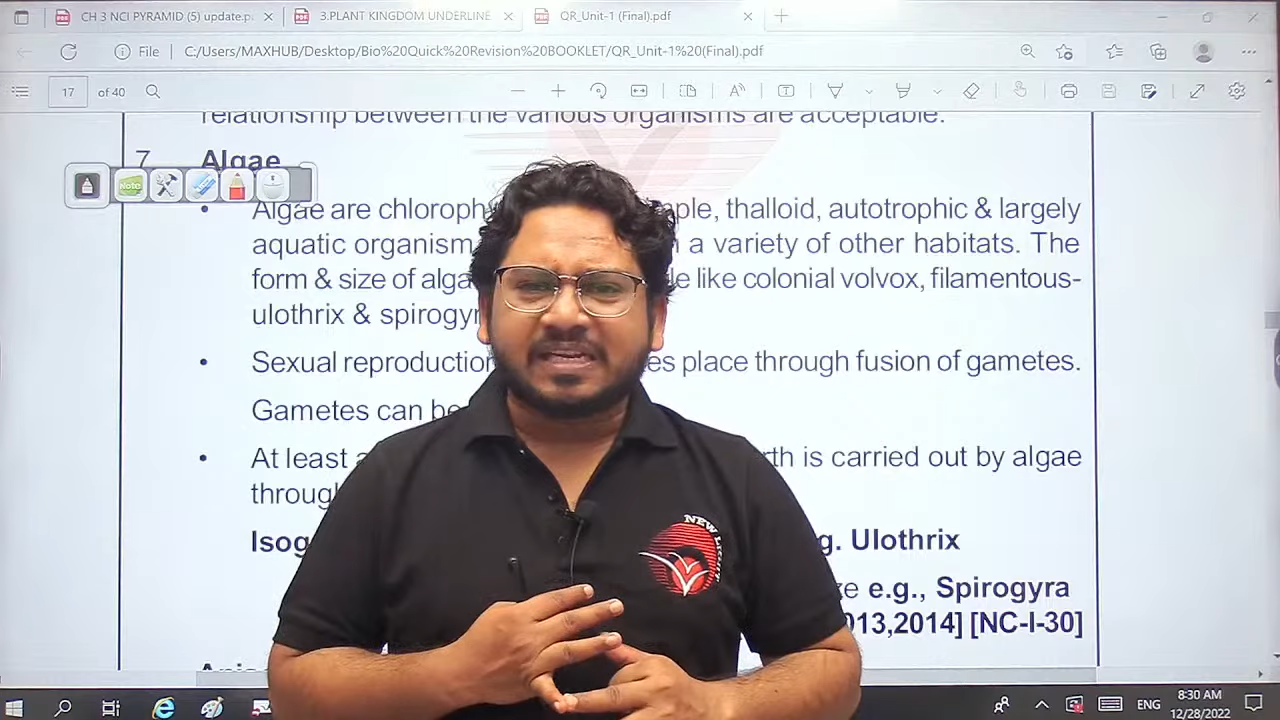 CH 3 NCI PYRAMID (5) update.p
3.PLANT KINGDOM UNDERLINE
QR_Unit-1 (Final).pdf
File C:/Users/MAXHUB/Desktop/Bio%20Quick%20Revision%20BOOKLET/QR_Unit-1%20(Final).pdf
17 of 40
relationship between the various organisms are acceptable.
7. Algae
Note
• Algae are chloroph ple, thalloid, autotrophic & largely
aquatic organism a variety of other habitats. The
form & size of alga le like colonial volvox, filamentous-
ulothrix & spirogy
• Sexual reproduction es place through fusion of gametes.
Gametes can be
• At least rth is carried out by algae
through
Isog g. Ulothrix
ze e.g., Spirogyra
013,2014] [NC-I-30]
NEW LIGHT
ENG
8:30 AM
12/28/2022